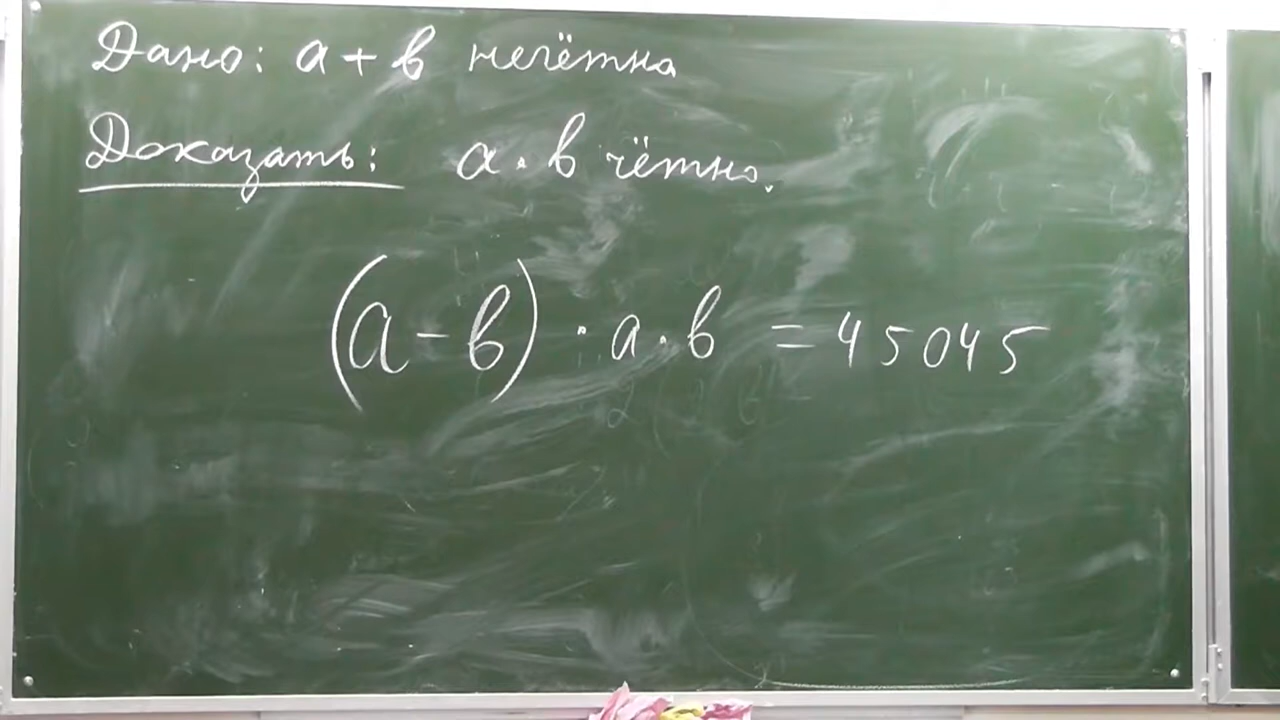 Дано: а + в нечётна
Доказать: а · в чётно.
(а - в) · а · в = 45045